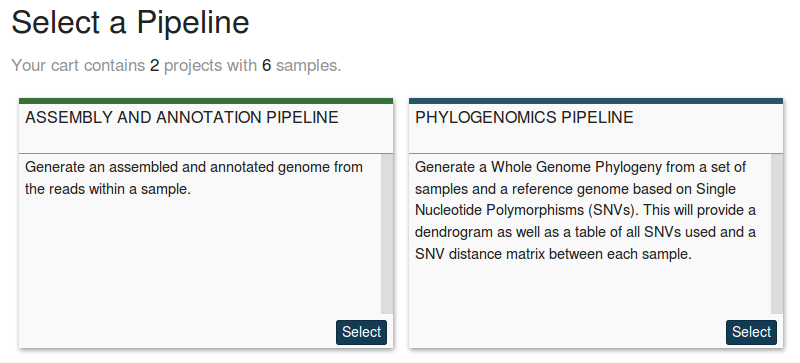 Select a Pipeline
Your cart contains 2 projects with 6 samples.
ASSEMBLY AND ANNOTATION PIPELINE
Generate an assembled and annotated genome from
the reads within a sample.
Select
PHYLOGENOMICS PIPELINE
Generate a Whole Genome Phylogeny from a set of
samples and a reference genome based on Single
Nucleotide Polymorphisms (SNVs). This will provide a
dendrogram as well as a table of all SNVs used and a
SNV distance matrix between each sample.
Select